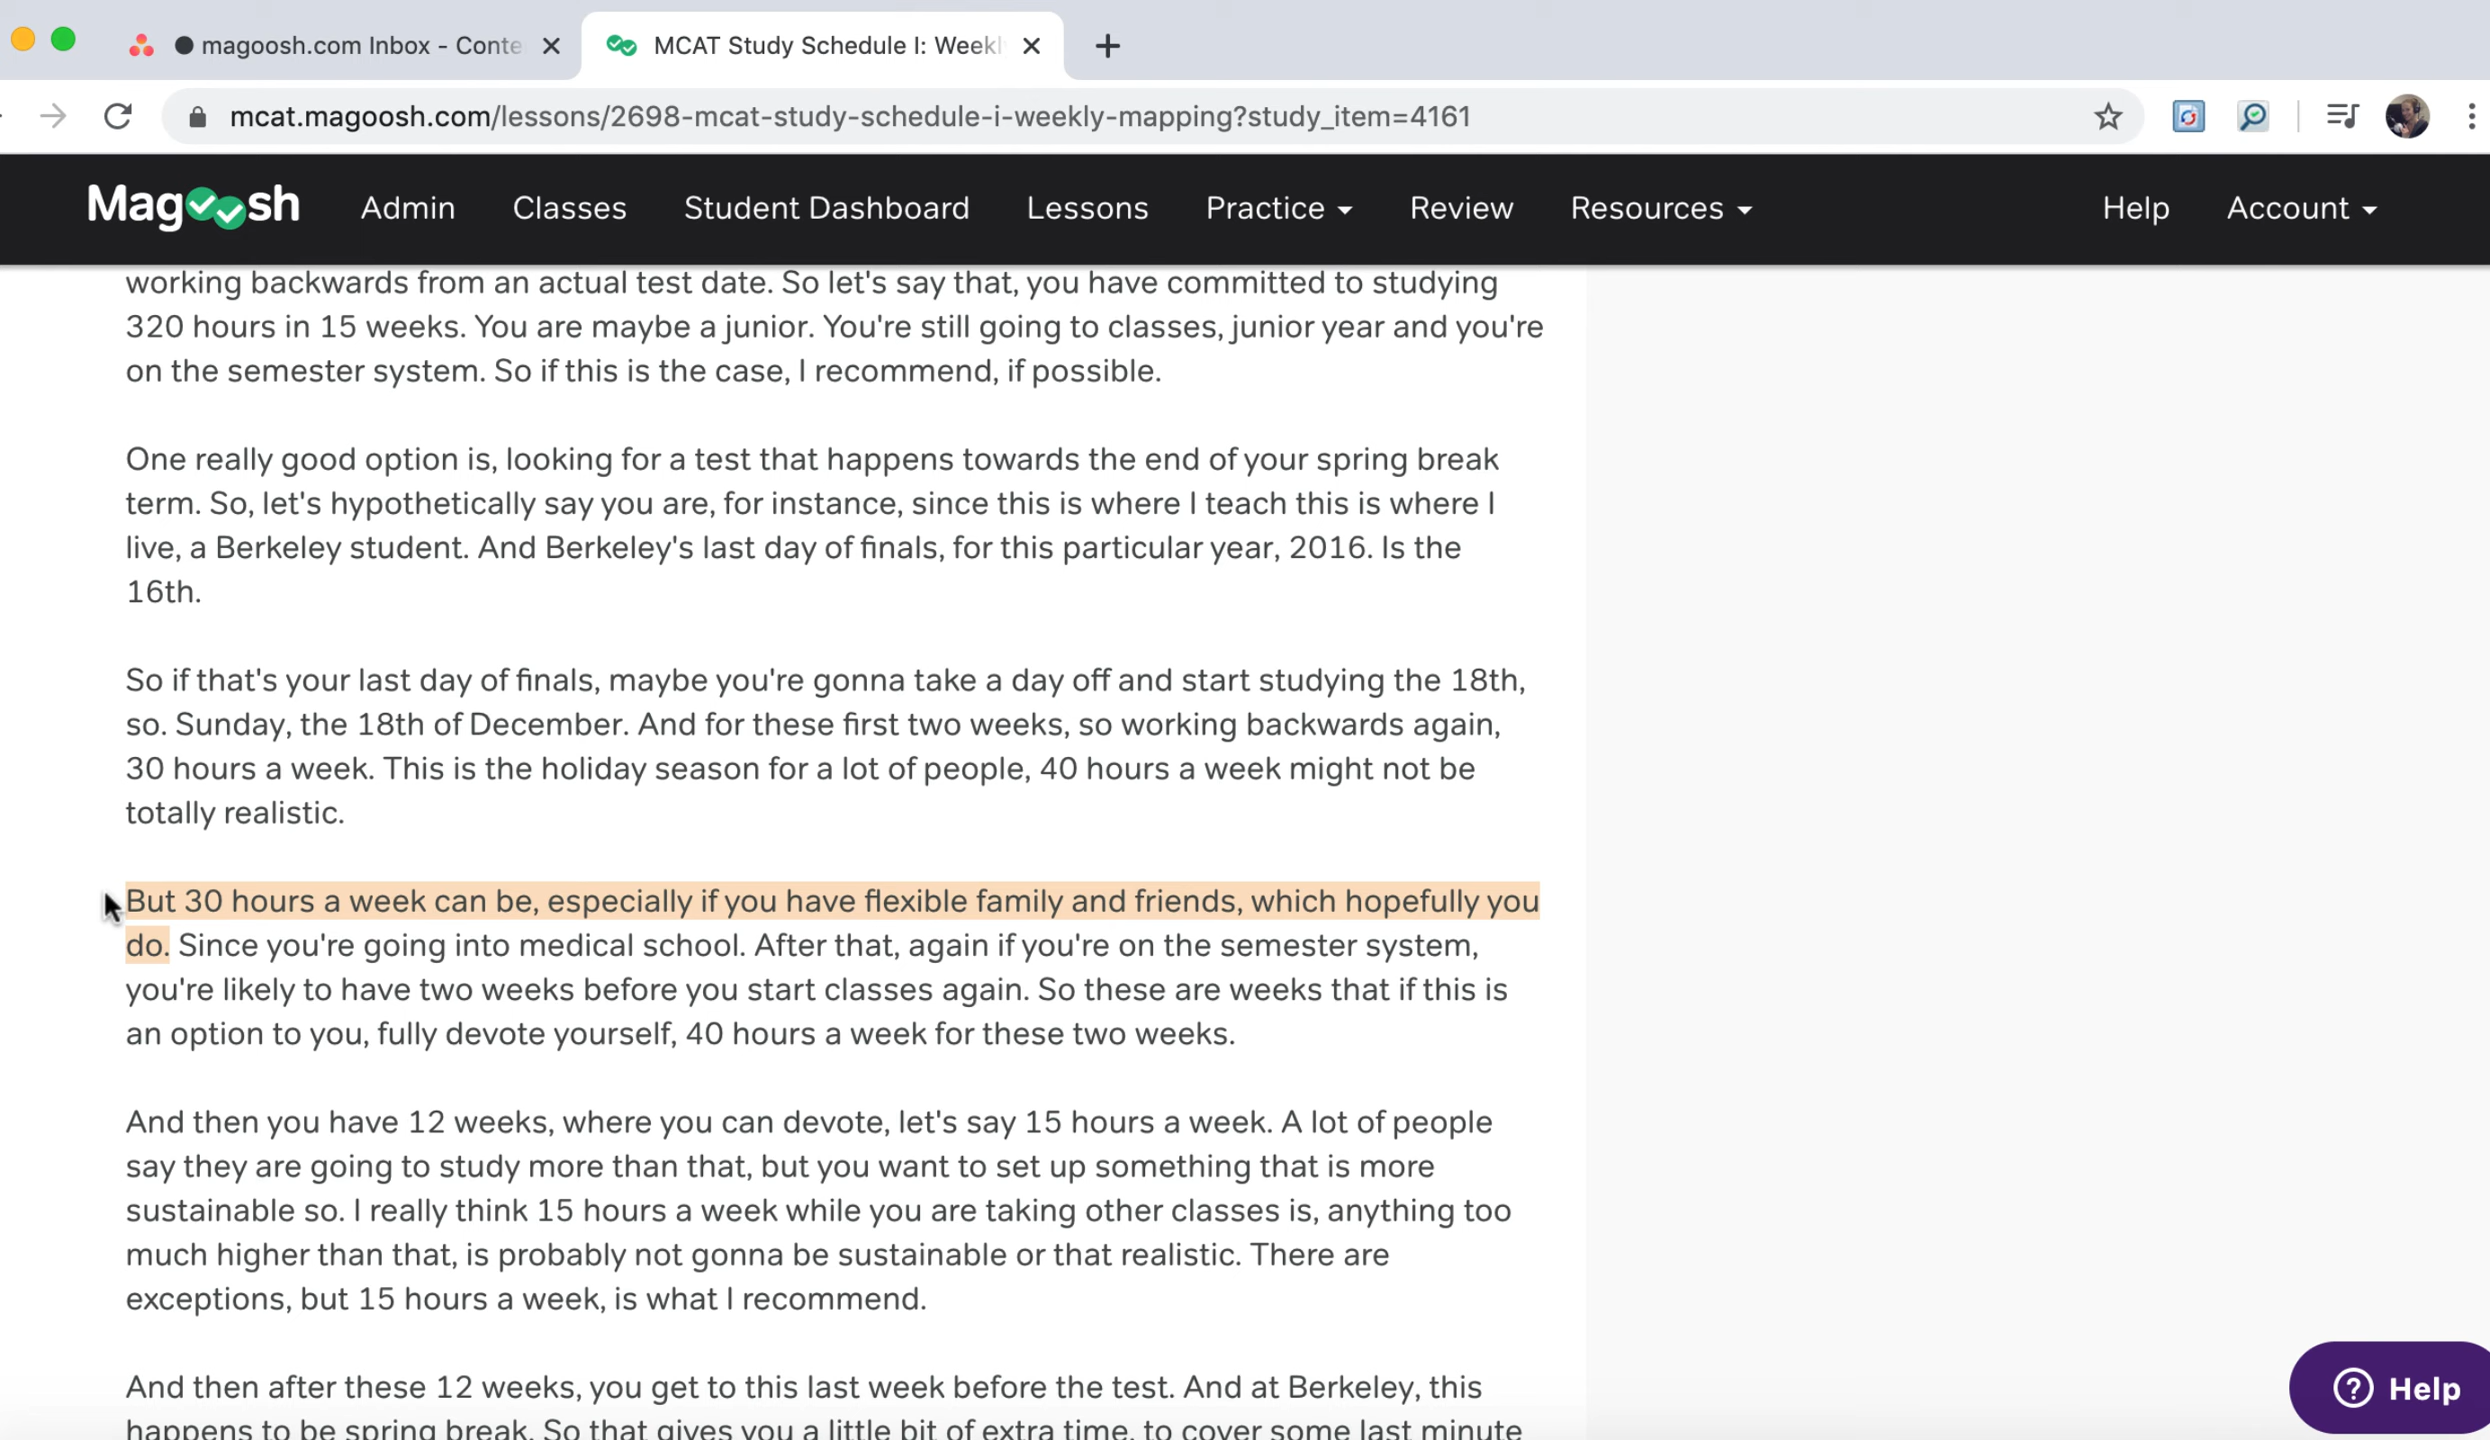 magoosh.com Inbox - Conte
MCAT Study Schedule I: Weekl
mcat.magoosh.com/lessons/2698-mcat-study-schedule-i-weekly-mapping?study_item=4161
Magoosh Admin Classes Student Dashboard Lessons Practice Review Resources Help Account
working backwards from an actual test date. So let's say that, you have committed to studying
320 hours in 15 weeks. You are maybe a junior. You're still going to classes, junior year and you're
on the semester system. So if this is the case, I recommend, if possible.
One really good option is, looking for a test that happens towards the end of your spring break
term. So, let's hypothetically say you are, for instance, since this is where I teach this is where I
live, a Berkeley student. And Berkeley's last day of finals, for this particular year, 2016. Is the
16th.
So if that's your last day of finals, maybe you're gonna take a day off and start studying the 18th,
so. Sunday, the 18th of December. And for these first two weeks, so working backwards again,
30 hours a week. This is the holiday season for a lot of people, 40 hours a week might not be
totally realistic.
But 30 hours a week can be, especially if you have flexible family and friends, which hopefully you
do. Since you're going into medical school. After that, again if you're on the semester system,
you're likely to have two weeks before you start classes again. So these are weeks that if this is
an option to you, fully devote yourself, 40 hours a week for these two weeks.
And then you have 12 weeks, where you can devote, let's say 15 hours a week. A lot of people
say they are going to study more than that, but you want to set up something that is more
sustainable so. I really think 15 hours a week while you are taking other classes is, anything too
much higher than that, is probably not gonna be sustainable or that realistic. There are
exceptions, but 15 hours a week, is what I recommend.
And then after these 12 weeks, you get to this last week before the test. And at Berkeley, this
happens to be spring break. So that gives you a little bit of extra time, to cover some last minute
Help